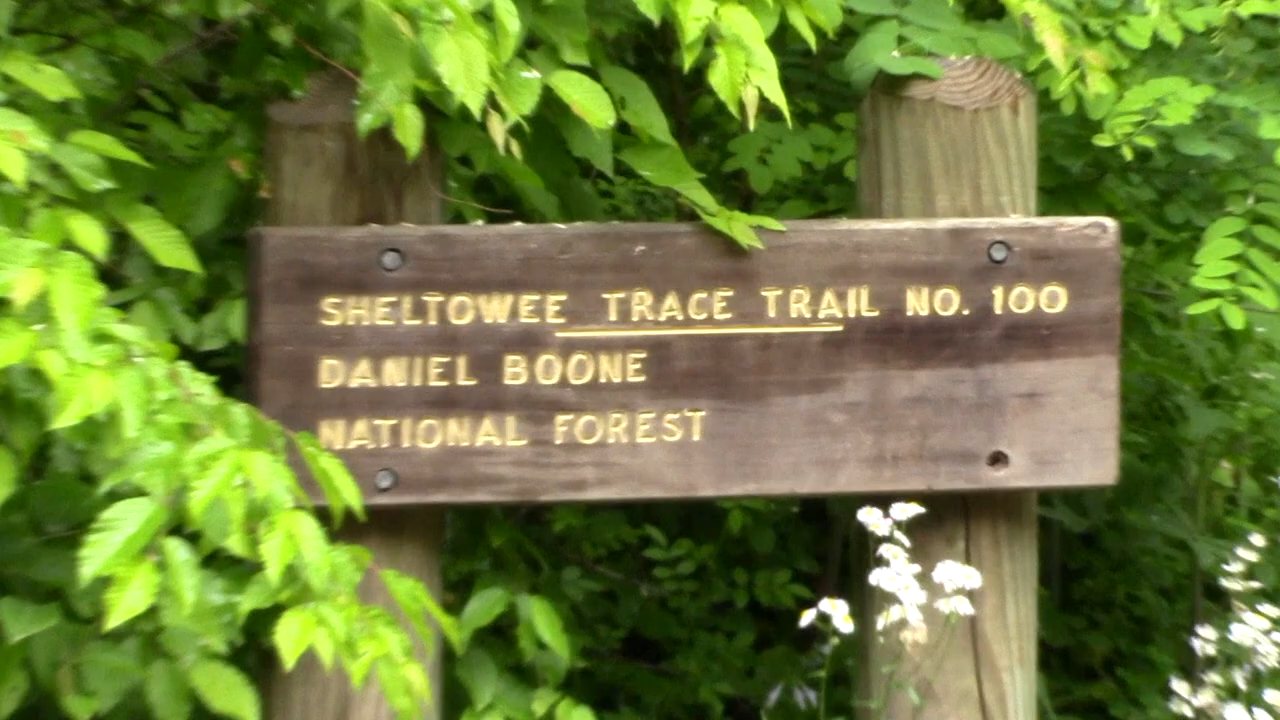 SHELTOWEE TRACE TRAIL NO. 100
DANIEL BOONE
NATIONAL FOREST